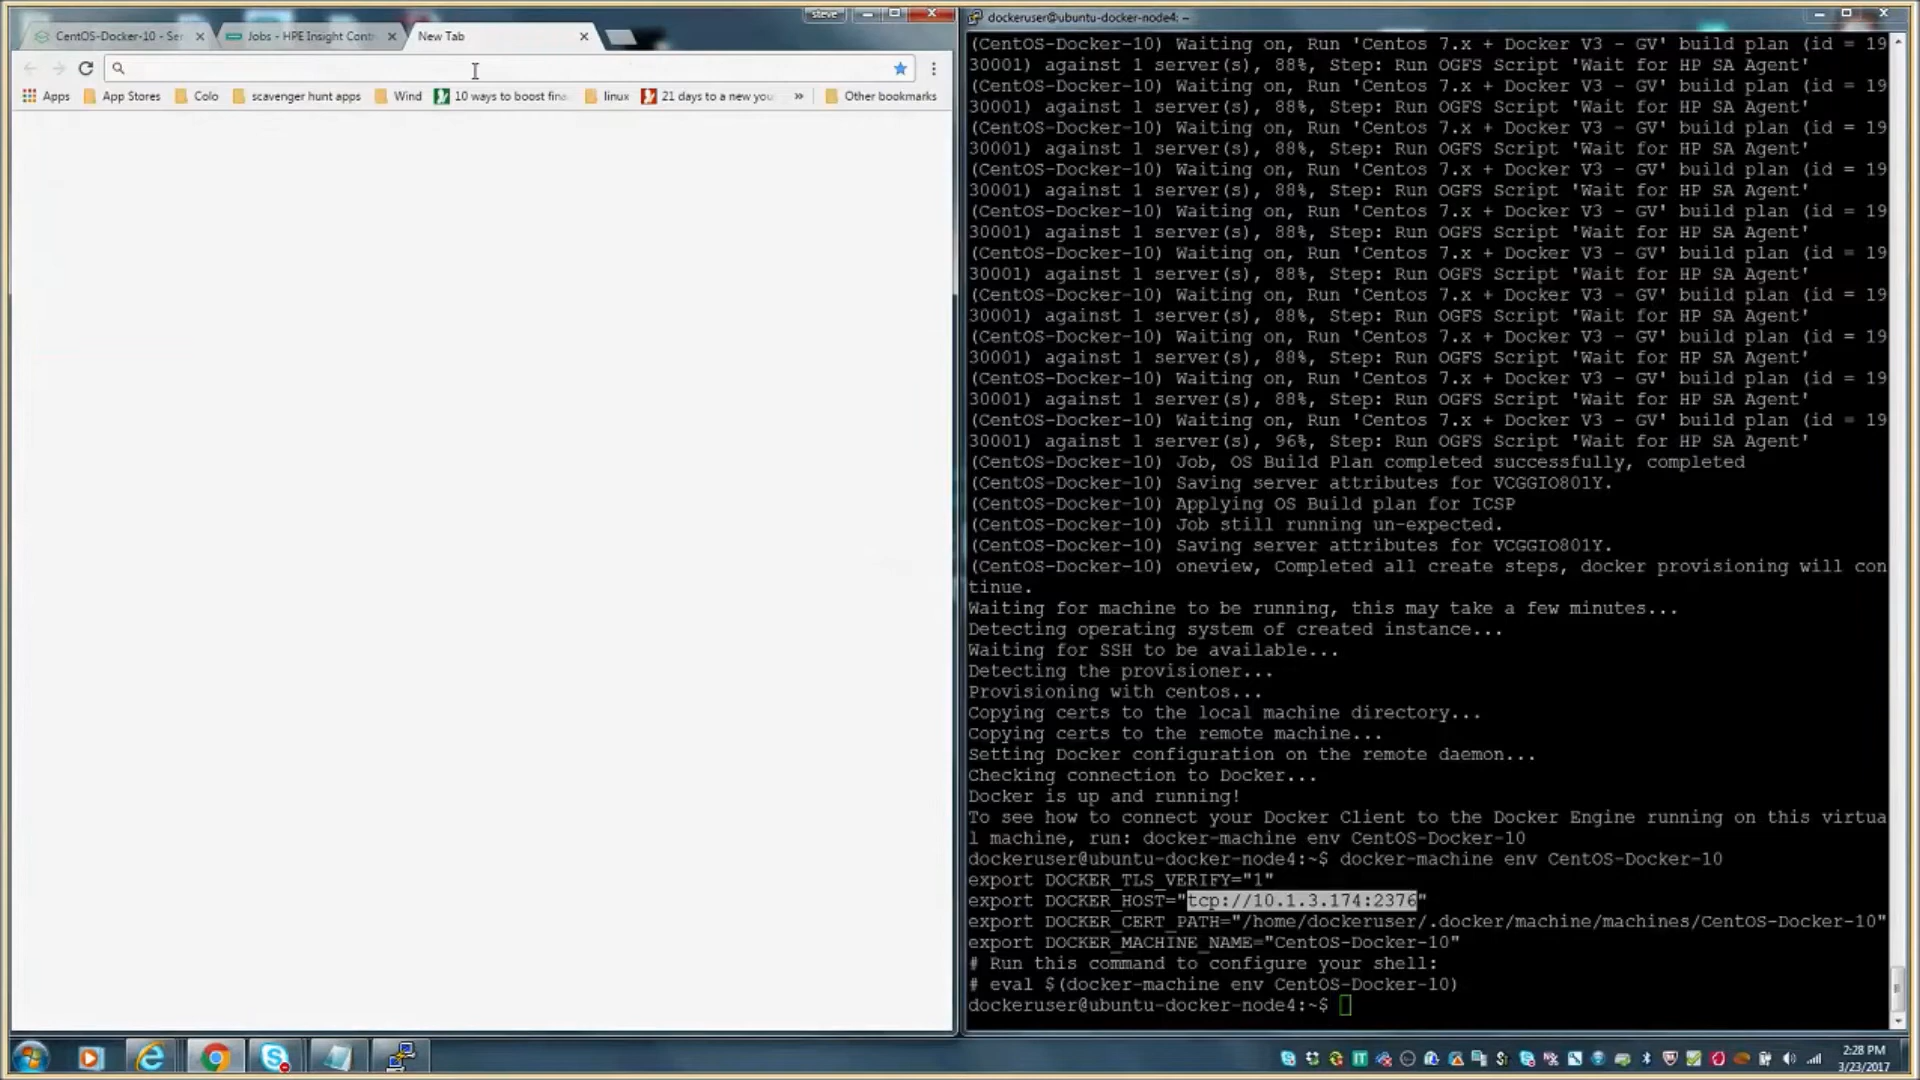 steve
CentOS-Docker-10 - Ser
Jobs - HPE Insight Contr
New Tab
Apps
App Stores
Colo
scavenger hunt apps
Wind
10 ways to boost fina
linux
21 days to a new you
»
Other bookmarks
dockeruser@ubuntu-docker-node4: ~
(CentOS-Docker-10) Waiting on, Run 'Centos 7.x + Docker V3 - GV' build plan (id = 19
30001) against 1 server(s), 88%, Step: Run OGFS Script 'Wait for HP SA Agent'
(CentOS-Docker-10) Waiting on, Run 'Centos 7.x + Docker V3 - GV' build plan (id = 19
30001) against 1 server(s), 88%, Step: Run OGFS Script 'Wait for HP SA Agent'
(CentOS-Docker-10) Waiting on, Run 'Centos 7.x + Docker V3 - GV' build plan (id = 19
30001) against 1 server(s), 88%, Step: Run OGFS Script 'Wait for HP SA Agent'
(CentOS-Docker-10) Waiting on, Run 'Centos 7.x + Docker V3 - GV' build plan (id = 19
30001) against 1 server(s), 88%, Step: Run OGFS Script 'Wait for HP SA Agent'
(CentOS-Docker-10) Waiting on, Run 'Centos 7.x + Docker V3 - GV' build plan (id = 19
30001) against 1 server(s), 88%, Step: Run OGFS Script 'Wait for HP SA Agent'
(CentOS-Docker-10) Waiting on, Run 'Centos 7.x + Docker V3 - GV' build plan (id = 19
30001) against 1 server(s), 88%, Step: Run OGFS Script 'Wait for HP SA Agent'
(CentOS-Docker-10) Waiting on, Run 'Centos 7.x + Docker V3 - GV' build plan (id = 19
30001) against 1 server(s), 88%, Step: Run OGFS Script 'Wait for HP SA Agent'
(CentOS-Docker-10) Waiting on, Run 'Centos 7.x + Docker V3 - GV' build plan (id = 19
30001) against 1 server(s), 88%, Step: Run OGFS Script 'Wait for HP SA Agent'
(CentOS-Docker-10) Waiting on, Run 'Centos 7.x + Docker V3 - GV' build plan (id = 19
30001) against 1 server(s), 88%, Step: Run OGFS Script 'Wait for HP SA Agent'
(CentOS-Docker-10) Waiting on, Run 'Centos 7.x + Docker V3 - GV' build plan (id = 19
30001) against 1 server(s), 96%, Step: Run OGFS Script 'Wait for HP SA Agent'
(CentOS-Docker-10) Job, OS Build Plan completed successfully, completed
(CentOS-Docker-10) Saving server attributes for VCGGIO801Y.
(CentOS-Docker-10) Applying OS Build plan for ICSP
(CentOS-Docker-10) Job still running un-expected.
(CentOS-Docker-10) Saving server attributes for VCGGIO801Y.
(CentOS-Docker-10) oneview, Completed all create steps, docker provisioning will con
tinue.
Waiting for machine to be running, this may take a few minutes...
Detecting operating system of created instance...
Waiting for SSH to be available...
Detecting the provisioner...
Provisioning with centos...
Copying certs to the local machine directory...
Copying certs to the remote machine...
Setting Docker configuration on the remote daemon...
Checking connection to Docker...
Docker is up and running!
To see how to connect your Docker Client to the Docker Engine running on this virtua
l machine, run: docker-machine env CentOS-Docker-10
dockeruser@ubuntu-docker-node4:~$ docker-machine env CentOS-Docker-10
export DOCKER_TLS_VERIFY="1"
export DOCKER_HOST="tcp://10.1.3.174:2376"
export DOCKER_CERT_PATH="/home/dockeruser/.docker/machine/machines/CentOS-Docker-10"
export DOCKER_MACHINE_NAME="CentOS-Docker-10"
# Run this command to configure your shell:
# eval $(docker-machine env CentOS-Docker-10)
dockeruser@ubuntu-docker-node4:~$
2:28 PM
3/23/2017